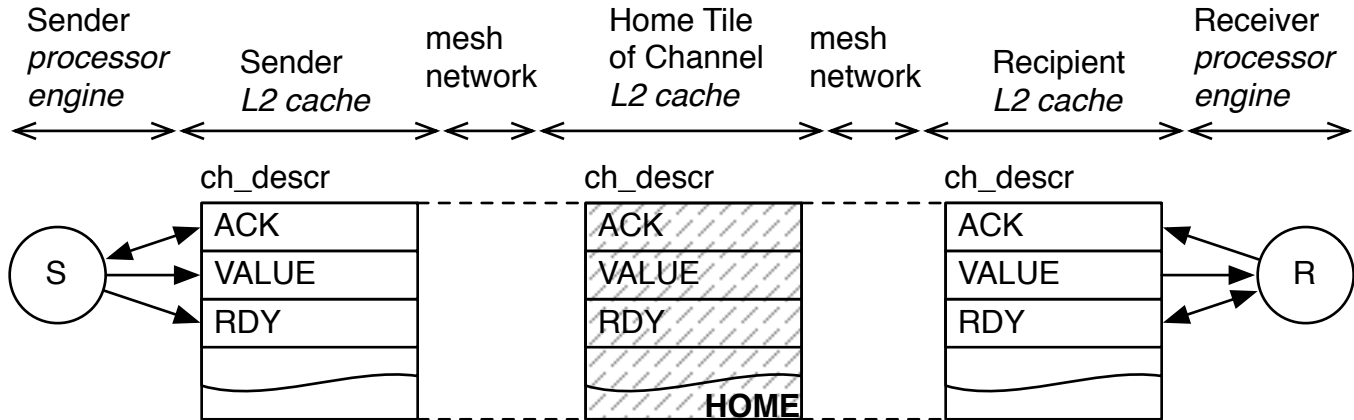 Sender
processor
engine
Sender
L2 cache
mesh
network
Home Tile
of Channel
L2 cache
mesh
network
Recipient
L2 cache
Receiver
processor
engine
ch_descr
ch_descr
ch_descr
S
ACK
VALUE
RDY
ACK
VALUE
RDY
HOME
ACK
VALUE
RDY
R